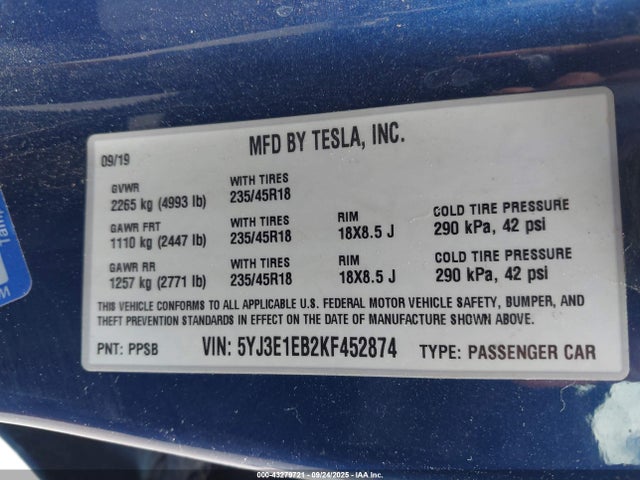 MFD BY TESLA, INC.
09/19
GVWR
2265 kg (4993 lb)
WITH TIRES
235/45R18
GAWR FRT
1110 kg (2447 lb)
WITH TIRES
235/45R18
RIM
18X8.5 J
COLD TIRE PRESSURE
290 kPa, 42 psi
GAWR RR
1257 kg (2771 lb)
WITH TIRES
235/45R18
RIM
18X8.5 J
COLD TIRE PRESSURE
290 kPa, 42 psi
THIS VEHICLE CONFORMS TO ALL APPLICABLE U.S. FEDERAL MOTOR VEHICLE SAFETY, BUMPER, AND
THEFT PREVENTION STANDARDS IN EFFECT ON THE DATE OF MANUFACTURE SHOWN ABOVE.
PNT: PPSB
VIN: 5YJ3E1EB2KF452874
TYPE: PASSENGER CAR
000-43279721 - 09/24/2025 - IAA Inc.